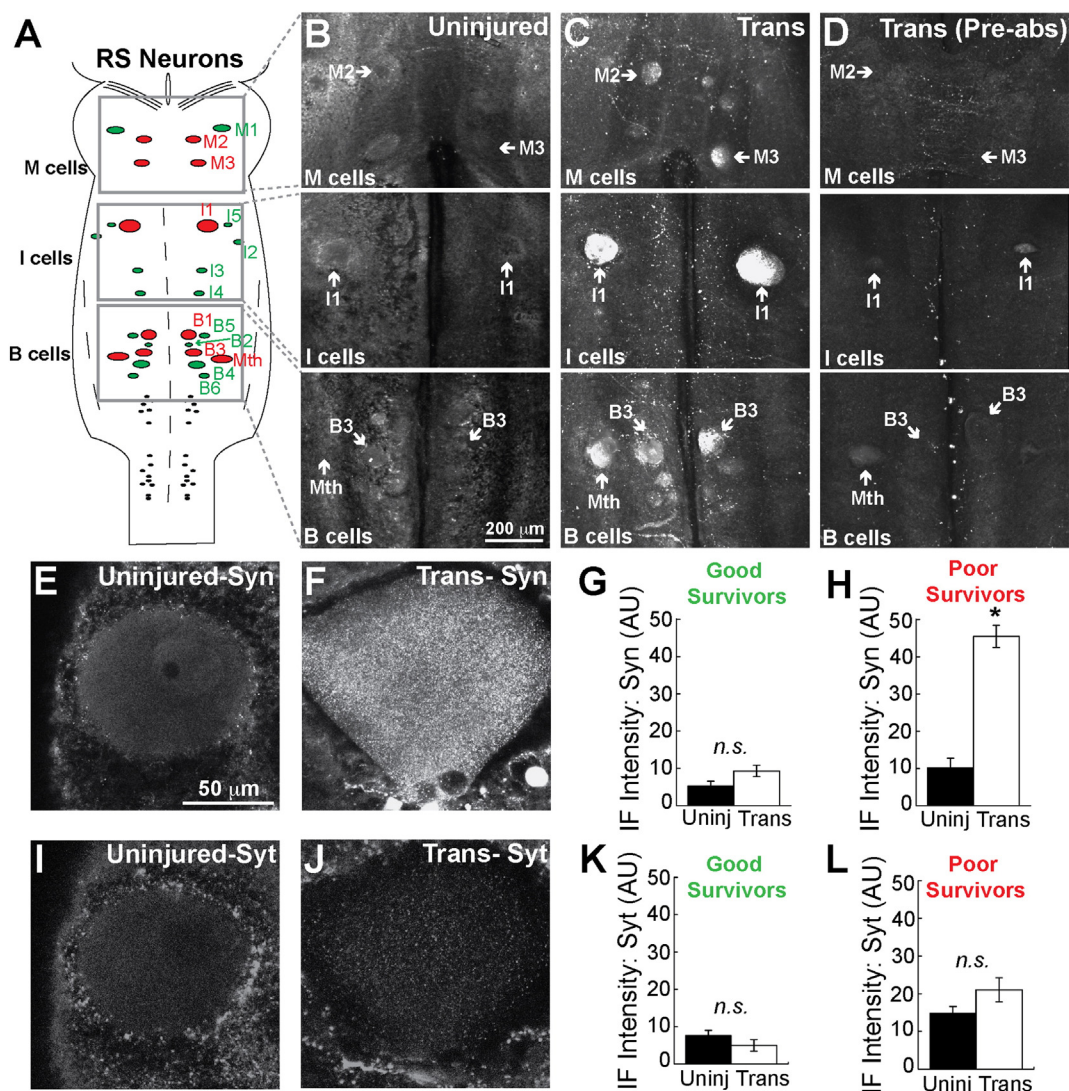 A
RS Neurons
M1
M2
M3
M cells
I1
I5
I2
I3
I4
I cells
B1
B5
B2
B3
Mth
B4
B6
B cells
B
Uninjured
M2
M3
M cells
I1
I1
I cells
B3
B3
Mth
200 μm
B cells
C
Trans
M2
M3
M cells
I1
I1
I cells
B3
B3
Mth
B cells
D
Trans (Pre-abs)
M2
M3
M cells
I1
I1
I cells
B3
B3
Mth
B cells
E
Uninjured-Syn
50 μm
F
Trans- Syn
G
Good
Survivors
IF Intensity: Syn (AU)
50
40
30
20
10
0
n.s.
Uninj Trans
H
Poor
Survivors
IF Intensity: Syn (AU)
50
40
30
20
10
0
*
Uninj Trans
I
Uninjured-Syt
J
Trans- Syt
K
Good
Survivors
IF Intensity: Syt (AU)
50
40
30
20
10
0
n.s.
Uninj Trans
L
Poor
Survivors
IF Intensity: Syt (AU)
50
40
30
20
10
0
n.s.
Uninj Trans